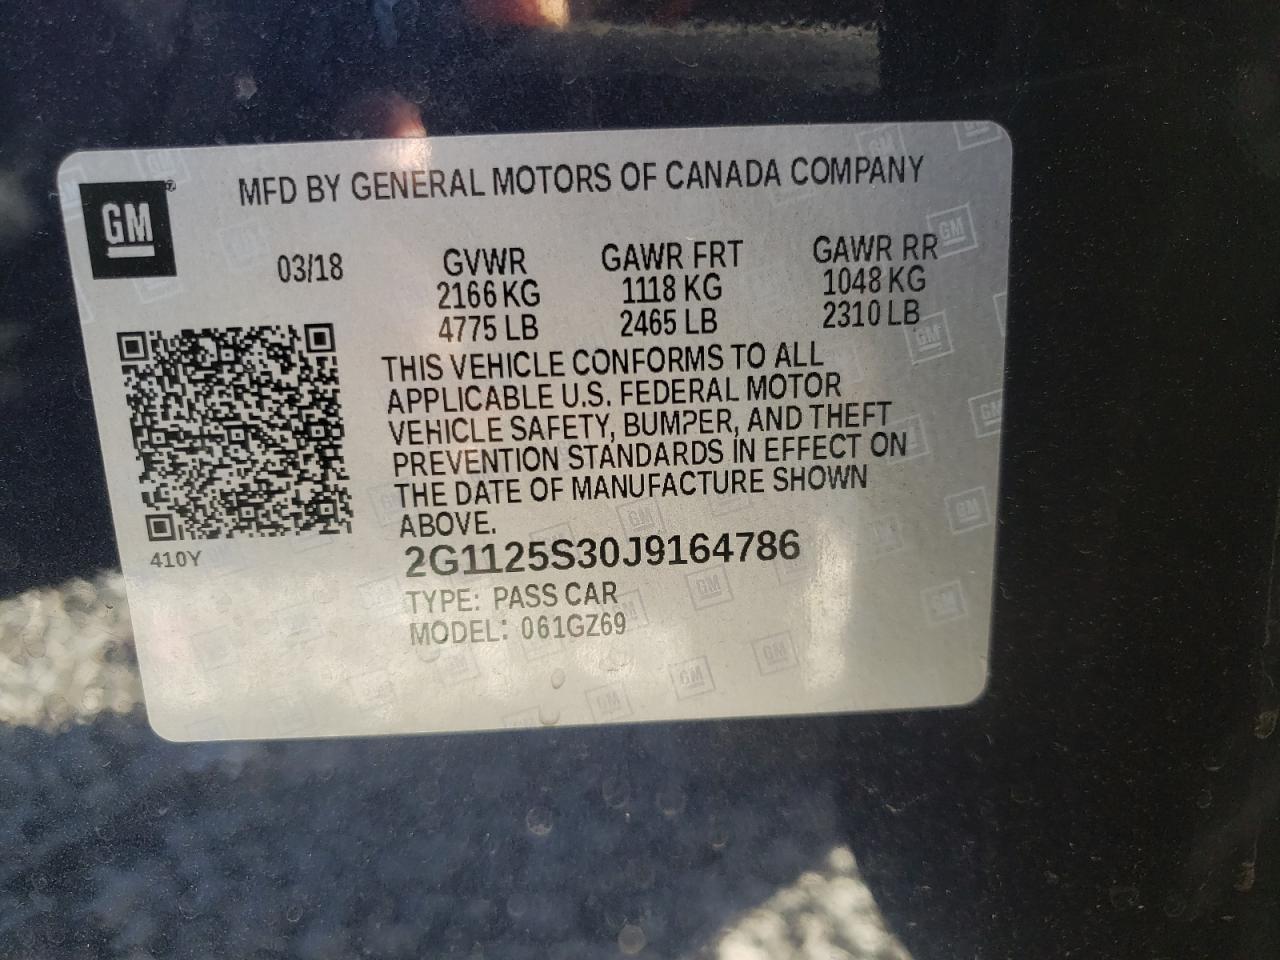 GM
MFD BY GENERAL MOTORS OF CANADA COMPANY
03/18
GVWR
2166 KG
4775 LB
GAWR FRT
1118 KG
2465 LB
GAWR RR
1048 KG
2310 LB
THIS VEHICLE CONFORMS TO ALL
APPLICABLE U.S. FEDERAL MOTOR
VEHICLE SAFETY, BUMPER, AND THEFT
PREVENTION STANDARDS IN EFFECT ON
THE DATE OF MANUFACTURE SHOWN
ABOVE.
410Y
2G1125S30J9164786
TYPE: PASS CAR
MODEL: 061GZ69